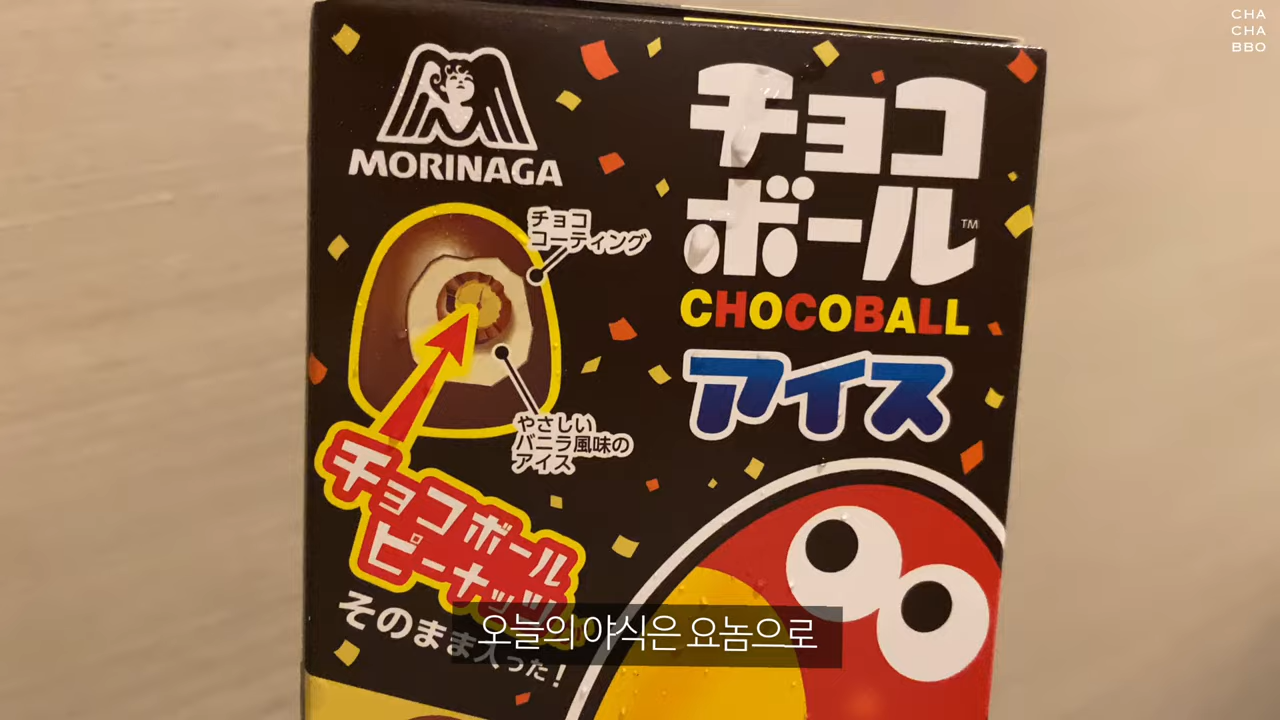 CHA
CHA
BBO
MORINAGA
チョコ
ボール™
CHOCOBALL
アイス
チョコ
コーティング
やさしい
バニラ風味の
アイス
チョコボール
ピーナッツ
そのまま入った!
오늘의 야식은 요놈으로